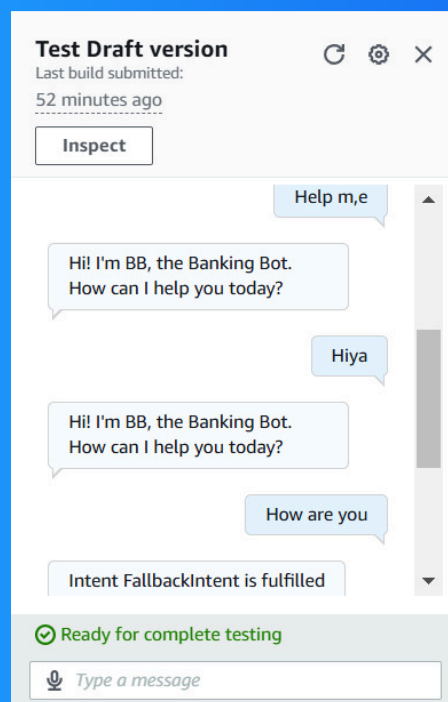 Test Draft version
Last build submitted:
52 minutes ago
Inspect
Help m,e
Hi! I'm BB, the Banking Bot.
How can I help you today?
Hiya
Hi! I'm BB, the Banking Bot.
How can I help you today?
How are you
Intent FallbackIntent is fulfilled
Ready for complete testing
Type a message